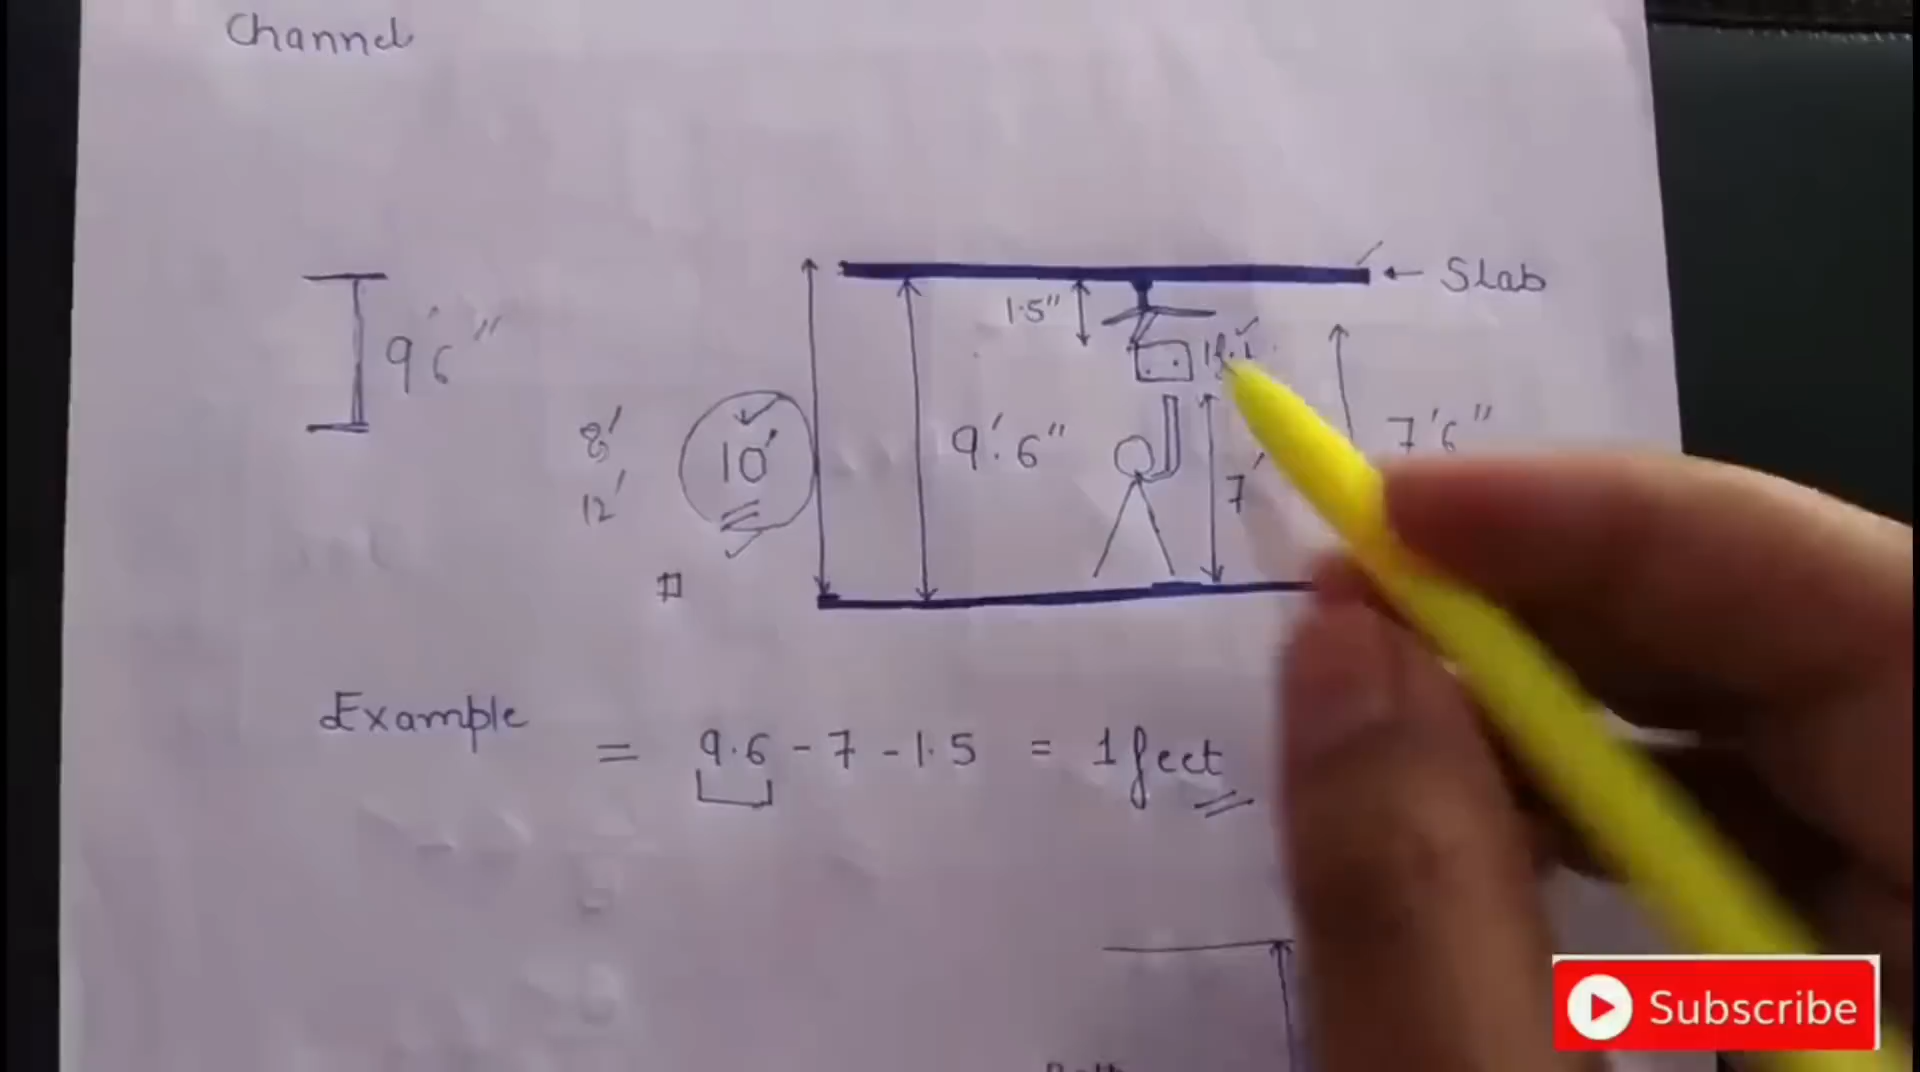 Channel
Slab
1.5"
9'6"
8'
10'
9'.6"
7'6"
12'
7'
Example
= 9.6 - 7 - 1.5 = 1 feet
Subscribe